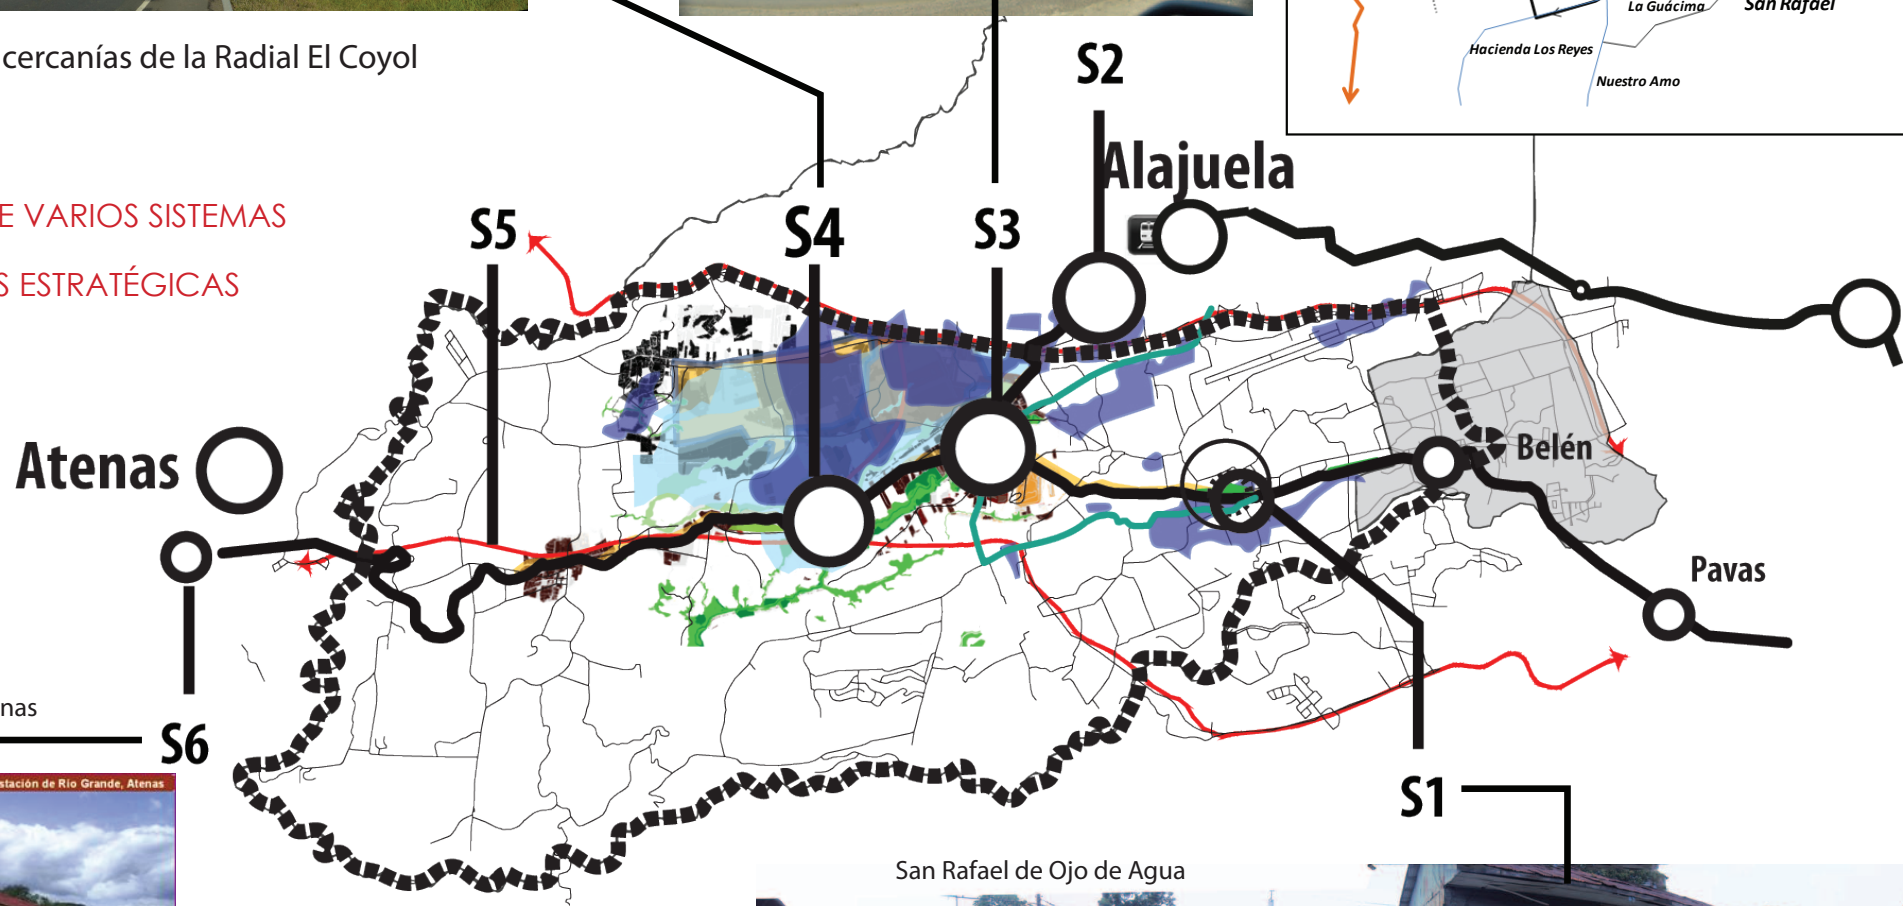 La Guácima
San Rafael
Hacienda Los Reyes
Nuestro Amo
cercanías de la Radial El Coyol
S2
Alajuela
E VARIOS SISTEMAS
S5
S4
S3
S ESTRATÉGICAS
Atenas
Belén
Pavas
nas
S6
stación de Rio Grande, Atenas
S1
San Rafael de Ojo de Agua